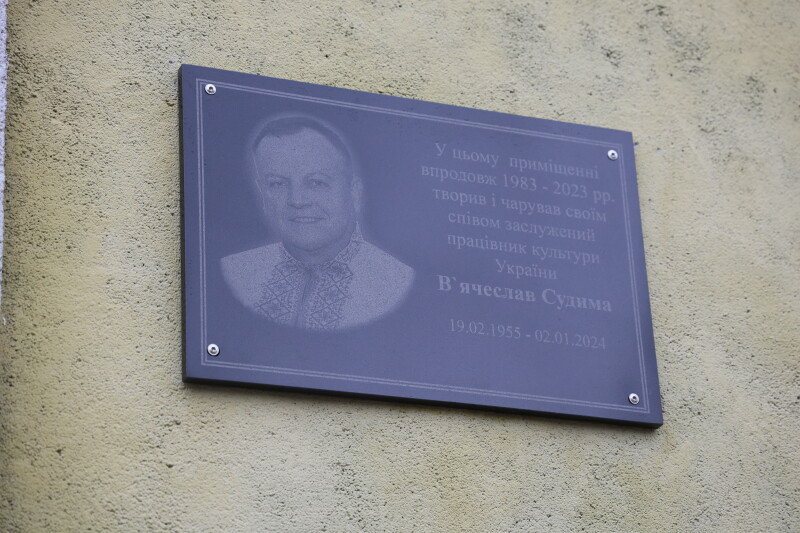 У цьому приміщенні
впродовж 1983 - 2023 рр.
творив і чарував своїм
співом заслужений
працівник культури
України
В`ячеслав Судима
19.02.1955 - 02.01.2024